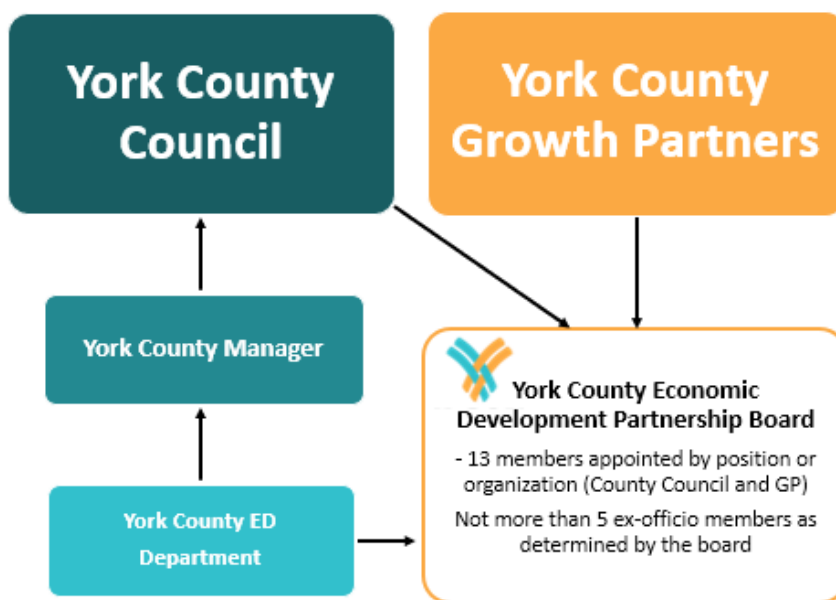 York County
Council
York County
Growth Partners
York County Manager
York County Economic
Development Partnership Board
- 13 members appointed by position or
organization (County Council and GP)
Not more than 5 ex-officio members as
determined by the board
York County ED
Department